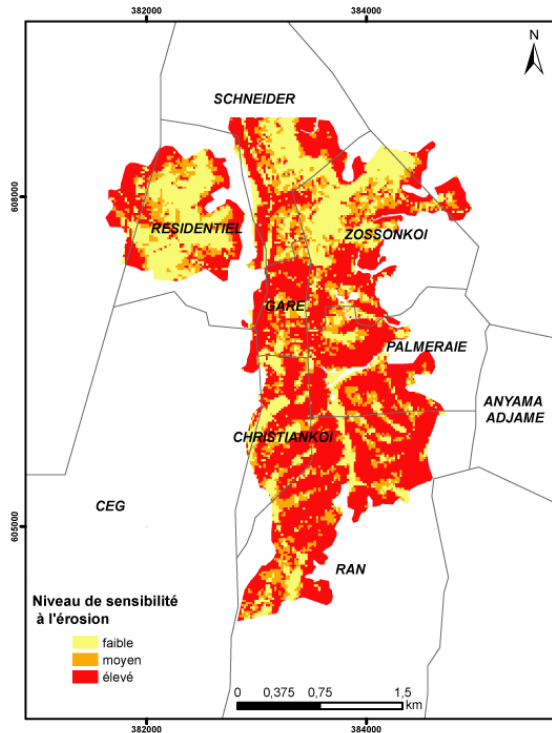 382000 384000
N
SCHNEIDER
608000
RESIDENTIEL
ZOSSONKOI
GARE
PALMERAIE
ANYAMA
ADJAME
CHRISTIANKOI
CEG
605000
RAN
Niveau de sensibilité
à l'érosion
faible
moyen
élevé
0 0,375 0,75 1,5
km
382000 384000